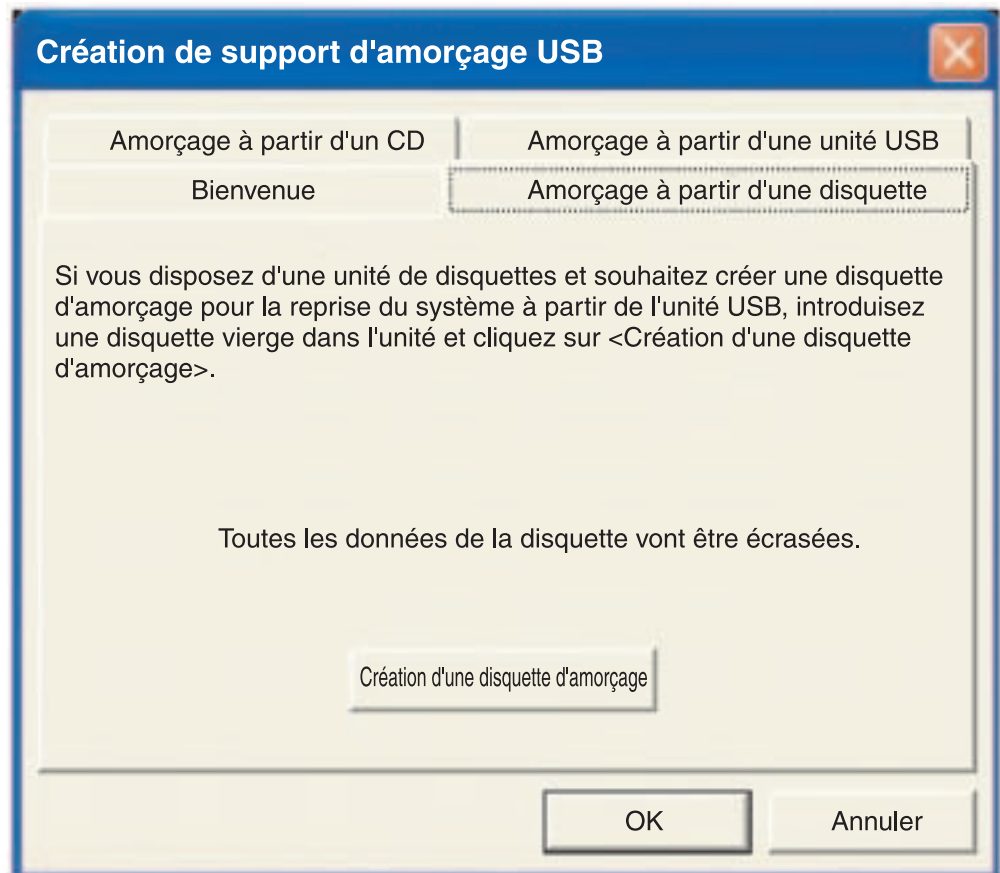 Création de support d'amorçage USB
Amorçage à partir d'un CD
Amorçage à partir d'une unité USB
Bienvenue
Amorçage à partir d'une disquette
Si vous disposez d'une unité de disquettes et souhaitez créer une disquette
d'amorçage pour la reprise du système à partir de l'unité USB, introduisez
une disquette vierge dans l'unité et cliquez sur <Création d'une disquette
d'amorçage>.
Toutes les données de la disquette vont être écrasées.
Création d'une disquette d'amorçage
OK
Annuler